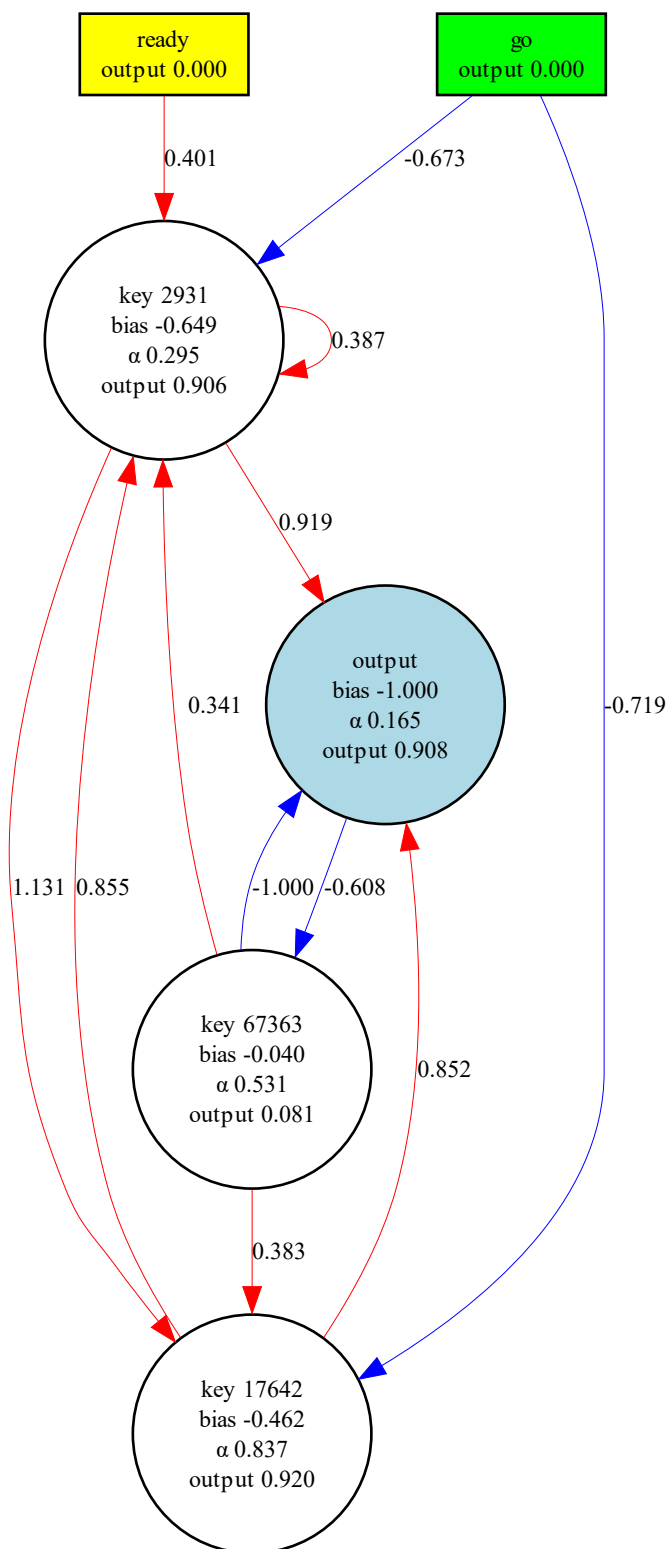 ready
output 0.000
go
output 0.000
0.401
-0.673
key 2931
bias -0.649
α 0.295
output 0.906
0.387
0.919
output
bias -1.000
α 0.165
output 0.908
0.341
-0.719
1.131
0.855
-1.000
-0.608
key 67363
bias -0.040
α 0.531
output 0.081
0.852
0.383
key 17642
bias -0.462
α 0.837
output 0.920